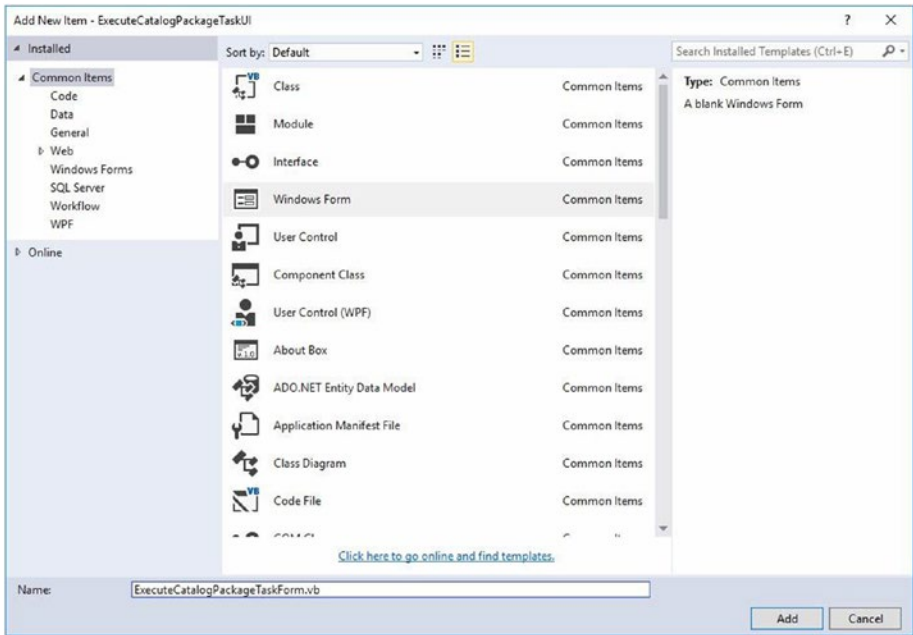 Add New Item - ExecuteCatalogPackageTaskUI
?
Installed
Sort by: Default
Search Installed Templates (Ctrl+E)
Common Items
Code
Data
General
Web
Windows Forms
SQL Server
Workflow
WPF
Online
VB
Class Common Items
Module Common Items
Interface Common Items
Windows Form Common Items
User Control Common Items
Component Class Common Items
User Control (WPF) Common Items
About Box Common Items
ADO.NET Entity Data Model Common Items
Application Manifest File Common Items
Class Diagram Common Items
VB
Code File Common Items
Type: Common Items
A blank Windows Form
Click here to go online and find templates.
Name: ExecuteCatalogPackageTaskForm.vb
Add Cancel